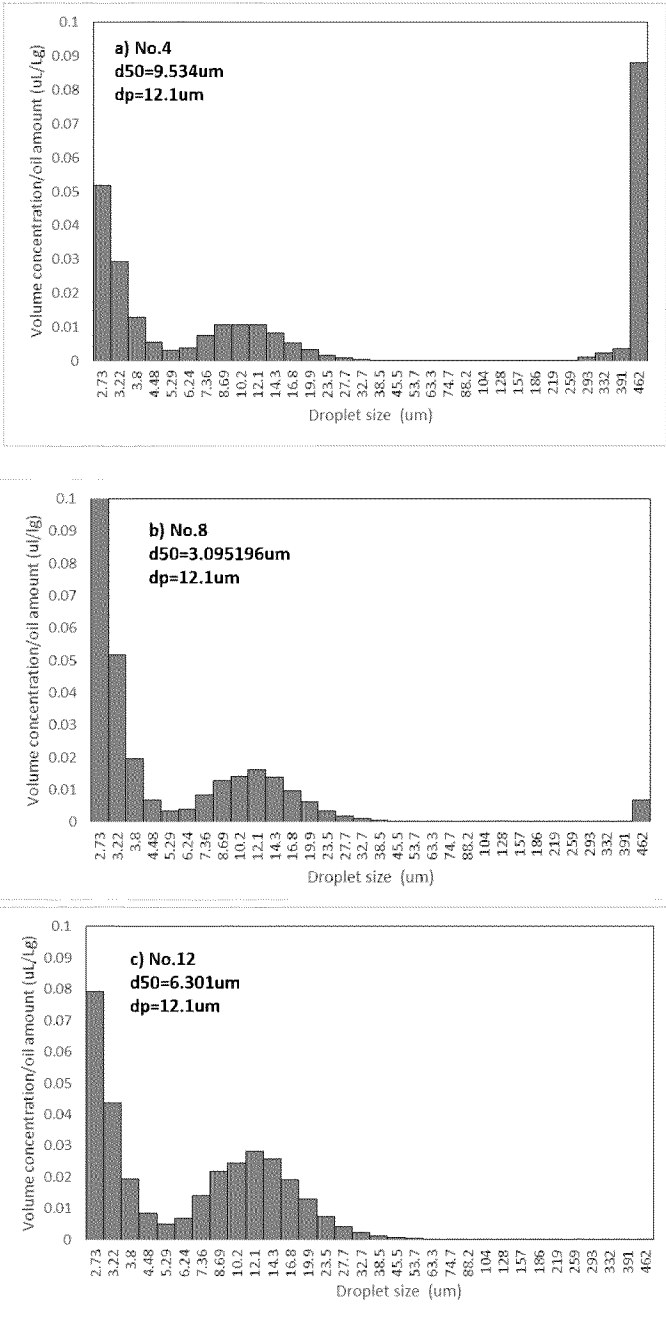 0.1
a) No.4
0.09
d50=9.534um
0.08
dp=12.1um
0.07
0.06
0.05
0.04
0.03
0.02
0.01
0
Volume concentration/oil amount (uL/Lg)
2.73 3.22 3.8 4.48 5.29 6.24 7.36 8.69 10.2 12.1 14.3 16.8 19.9 23.5 27.7 32.7 38.5 45.5 53.7 63.3 74.7 88.2 104 128 157 186 219 259 293 332 391 462
Droplet size (um)
0.1
b) No.8
0.09
d50=3.095196um
0.08
dp=12.1um
0.07
0.06
0.05
0.04
0.03
0.02
0.01
0
Volume concentration/oil amount (ul/lg)
2.73 3.22 3.8 4.48 5.29 6.24 7.36 8.69 10.2 12.1 14.3 16.8 19.9 23.5 27.7 32.7 38.5 45.5 53.7 63.3 74.7 88.2 104 128 157 186 219 259 293 332 391 462
Droplet size (um)
0.1
c) No.12
0.09
d50=6.301um
0.08
dp=12.1um
0.07
0.06
0.05
0.04
0.03
0.02
0.01
0
Volume concentration/oil amount (uL/Lg)
2.73 3.22 3.8 4.48 5.29 6.24 7.36 8.69 10.2 12.1 14.3 16.8 19.9 23.5 27.7 32.7 38.5 45.5 53.7 63.3 74.7 88.2 104 128 157 186 219 259 293 332 391 462
Droplet size (um)